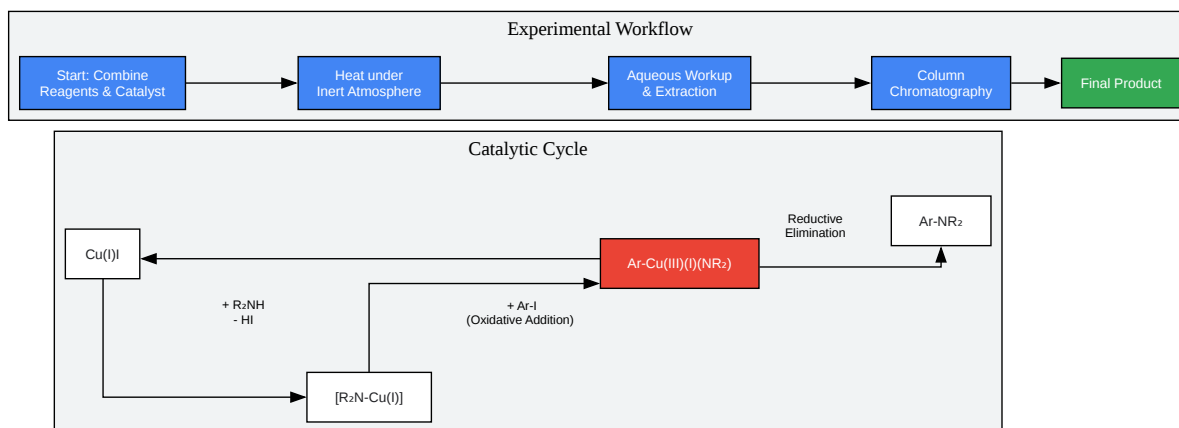 Experimental Workflow
Start: Combine
Reagents & Catalyst
Heat under
Inert Atmosphere
Aqueous Workup
& Extraction
Column
Chromatography
Final Product
Catalytic Cycle
Cu(I)I
+ R₂NH
- HI
[R₂N-Cu(I)]
+ Ar-I
(Oxidative Addition)
Ar-Cu(III)(I)(NR₂)
Reductive
Elimination
Ar-NR₂